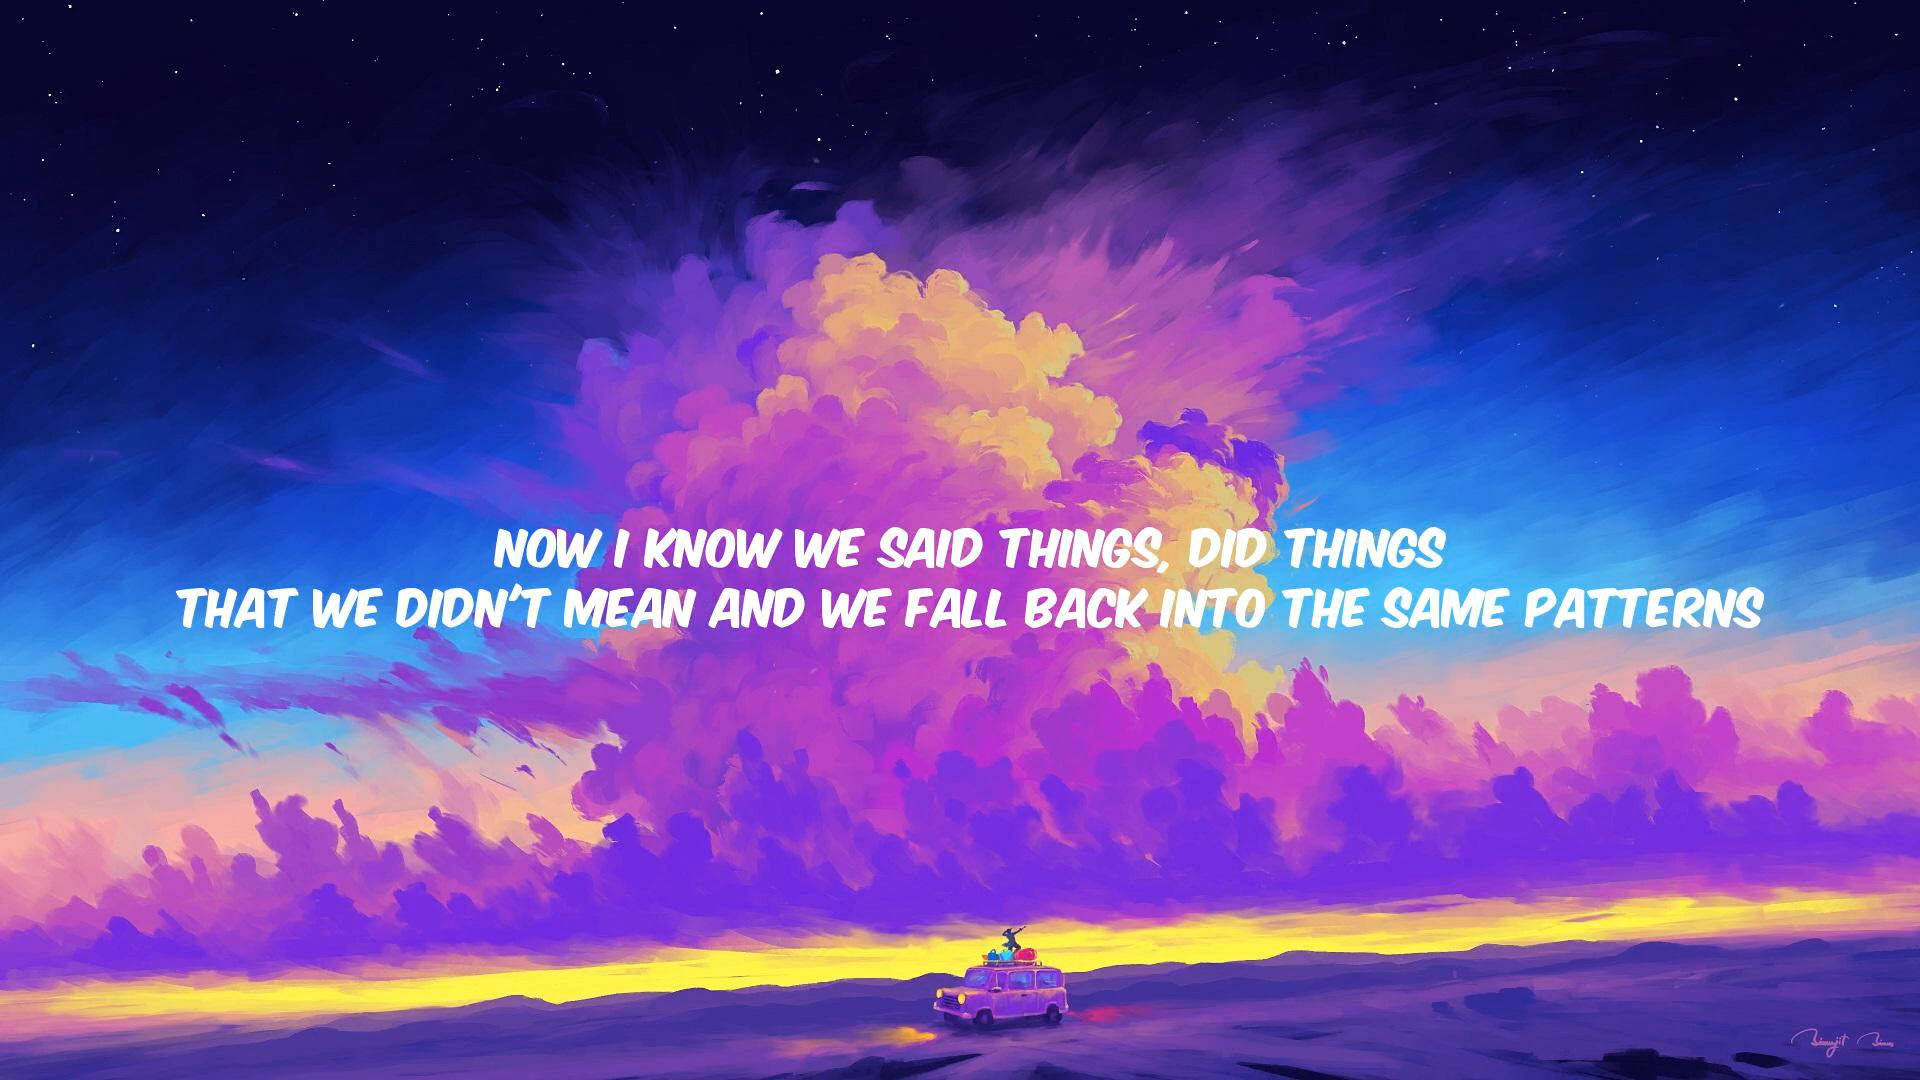 NOW I KNOW WE SAID THINGS, DID THINGS
THAT WE DIDN'T MEAN AND WE FALL BACK INTO THE SAME PATTERNS